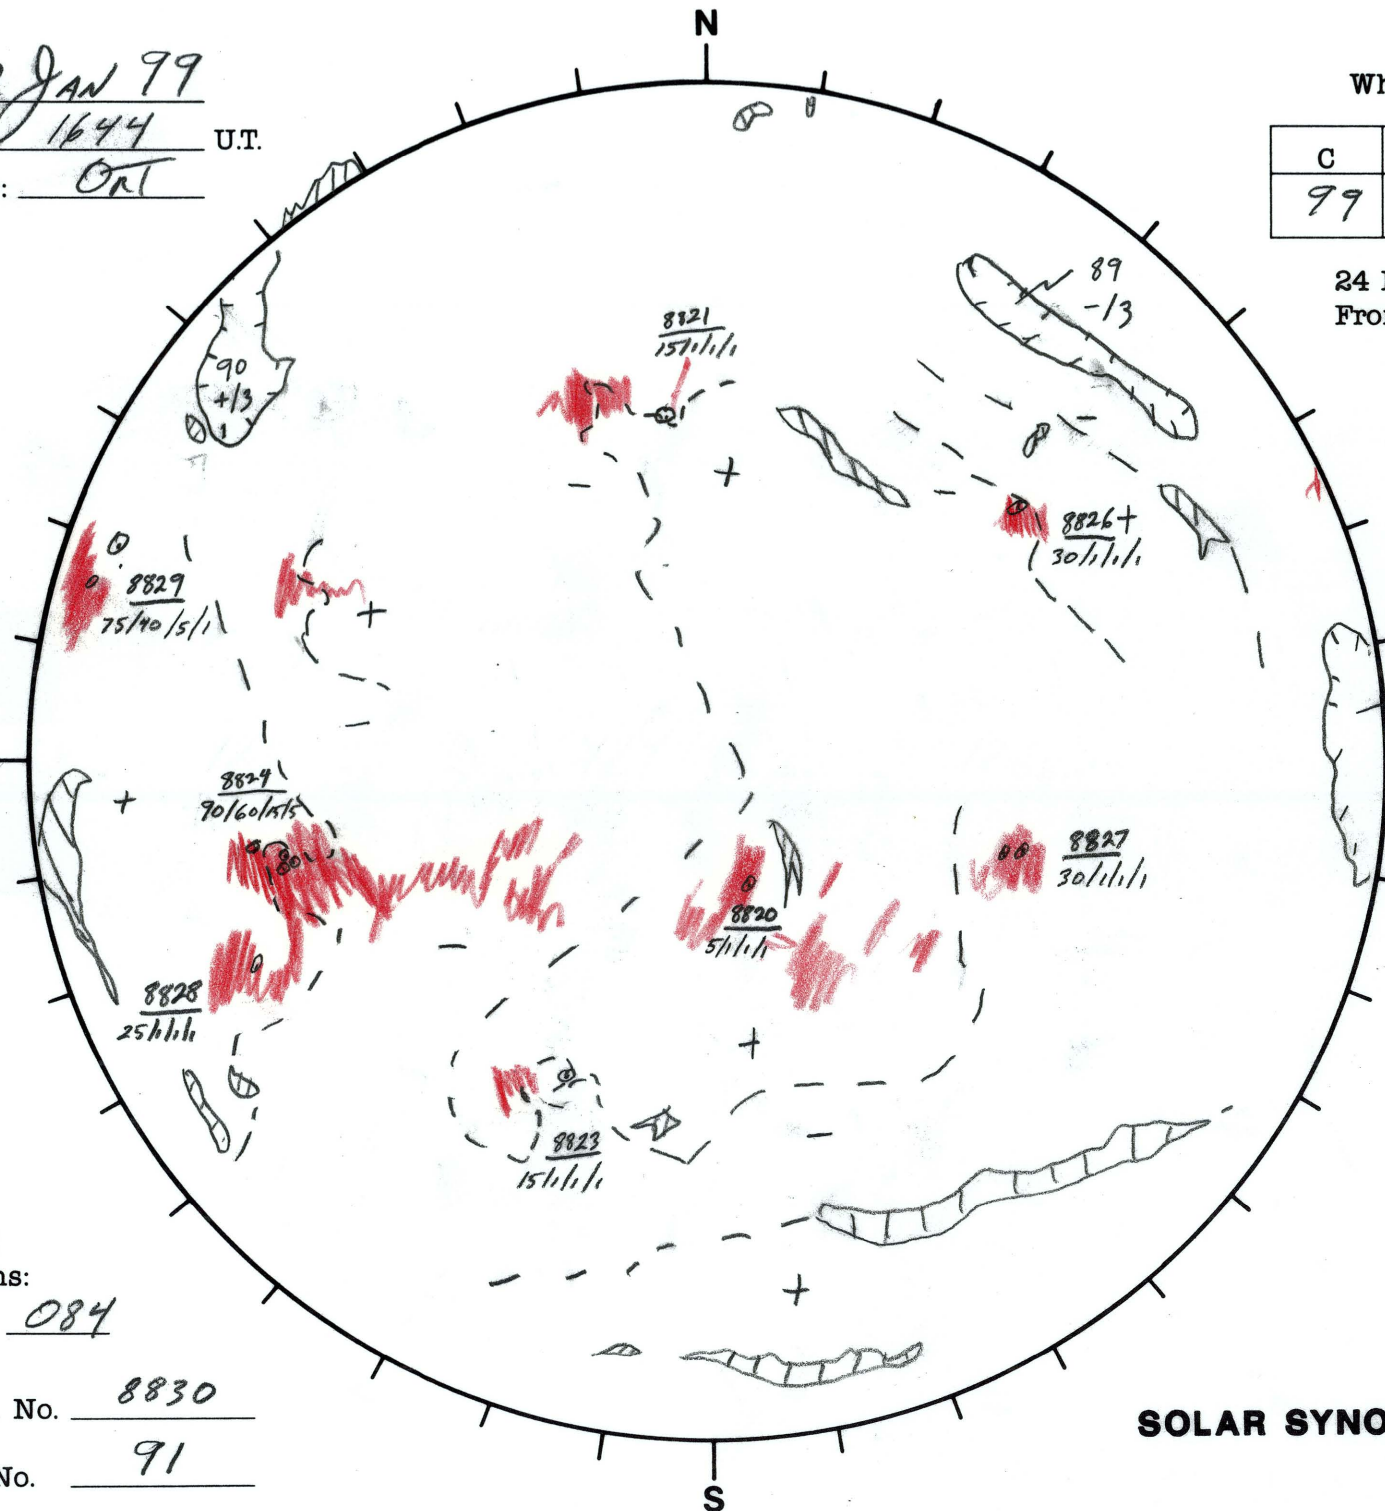 N
Jan 99
1644 U.T.
: Ort
Wh
C
99
24
From
89
-13
8821
15/1/1/1
90
+13
+
-
-
-
8826+
30/1/1/1
8829
75/40/5/1
+
-
+
8824
90/60/15/5
8827
30/1/1/1
8820
5/1/1/1
-
8828
25/1/1/1
+
8823
15/1/1/1
-
ns:
084
+
No. 8830
No. 91
SOLAR SYNO
S